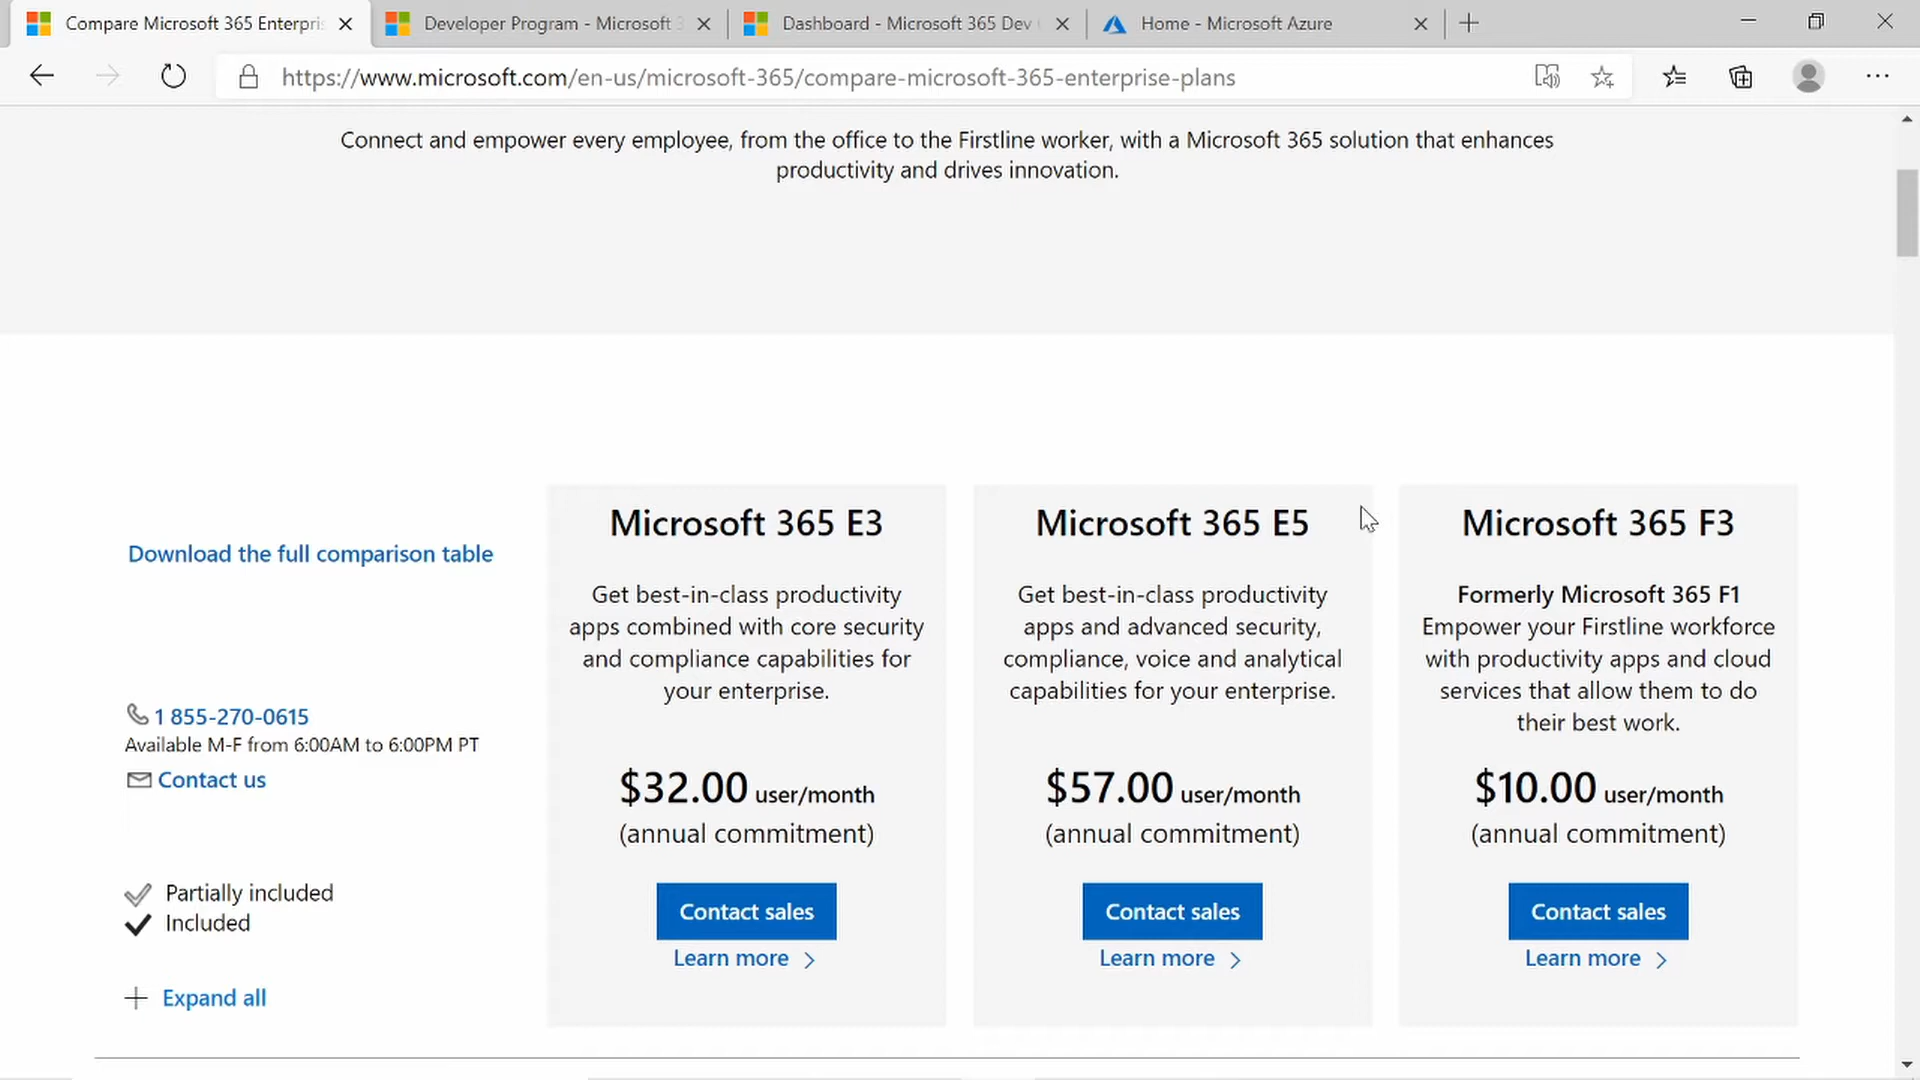 Compare Microsoft 365 Enterpri
Developer Program - Microsoft 3
Dashboard - Microsoft 365 Dev
Home - Microsoft Azure
https://www.microsoft.com/en-us/microsoft-365/compare-microsoft-365-enterprise-plans
Connect and empower every employee, from the office to the Firstline worker, with a Microsoft 365 solution that enhances
productivity and drives innovation.
Download the full comparison table
1 855-270-0615
Available M-F from 6:00AM to 6:00PM PT
Contact us
Partially included
Included
Expand all
Microsoft 365 E3
Get best-in-class productivity
apps combined with core security
and compliance capabilities for
your enterprise.
$32.00 user/month
(annual commitment)
Contact sales
Learn more
Microsoft 365 E5
Get best-in-class productivity
apps and advanced security,
compliance, voice and analytical
capabilities for your enterprise.
$57.00 user/month
(annual commitment)
Contact sales
Learn more
Microsoft 365 F3
Formerly Microsoft 365 F1
Empower your Firstline workforce
with productivity apps and cloud
services that allow them to do
their best work.
$10.00 user/month
(annual commitment)
Contact sales
Learn more